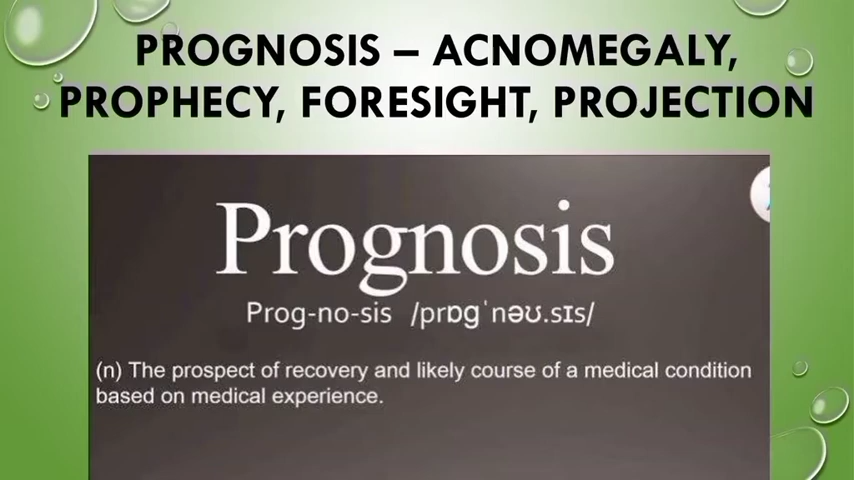 PROGNOSIS – ACNOMEGALY,
PROPHECY, FORESIGHT, PROJECTION
Prognosis
Prog-no-sis /prɒgˈnəʊ.sɪs/
(n) The prospect of recovery and likely course of a medical condition
based on medical experience.